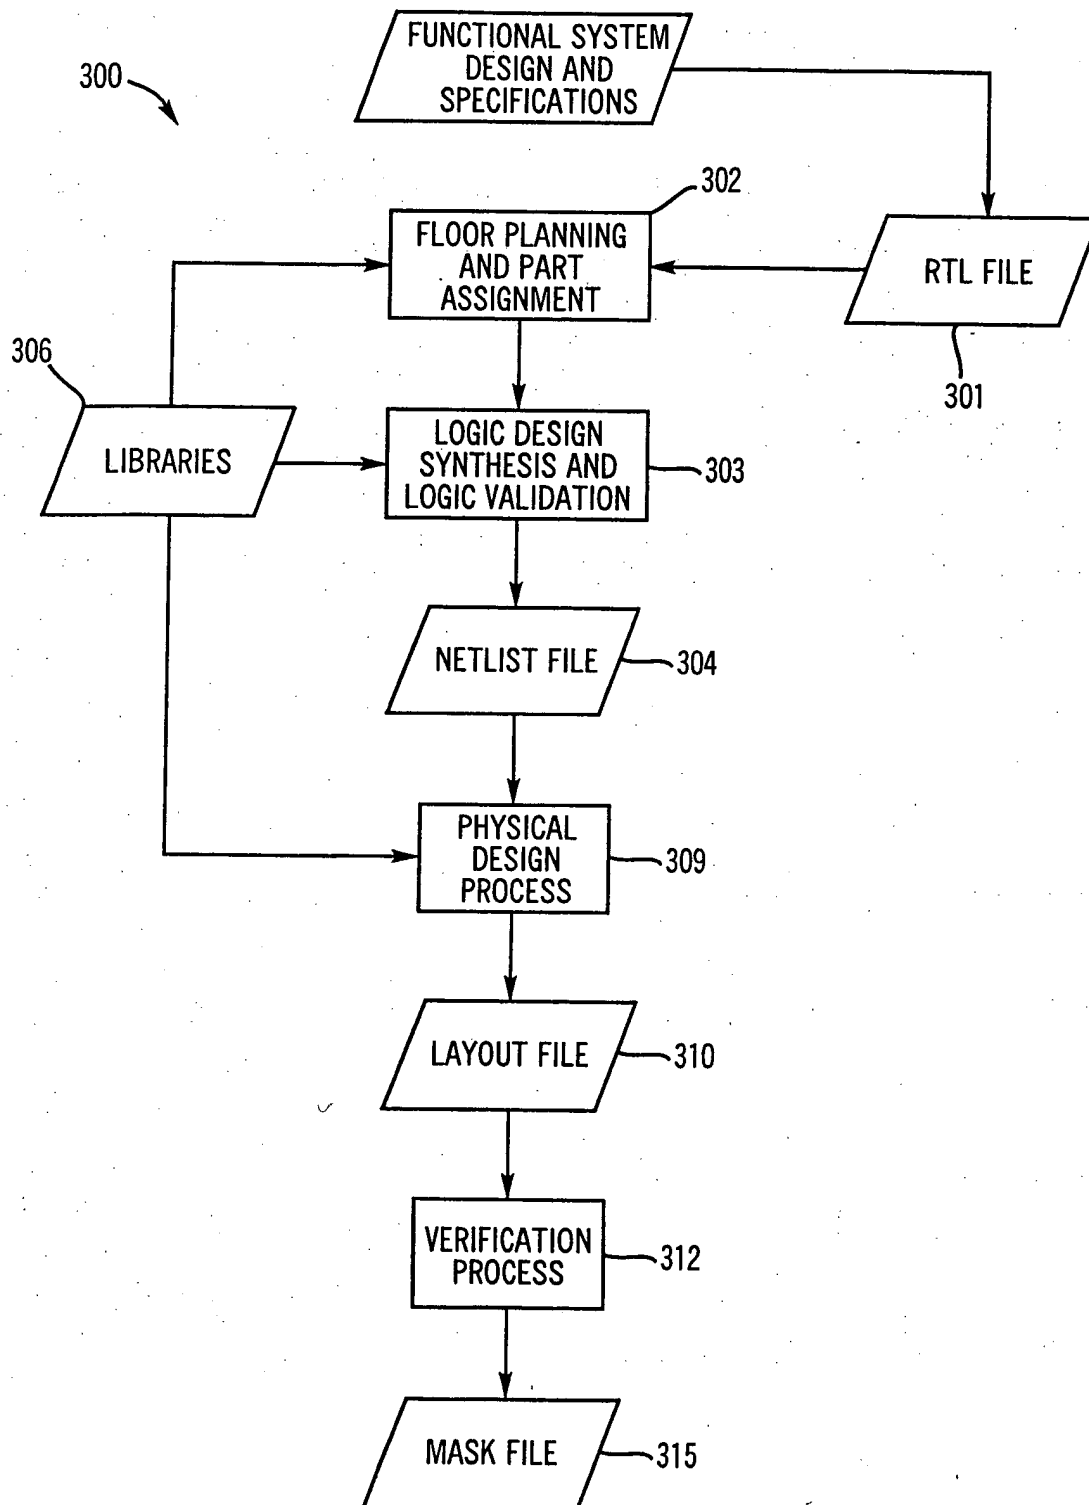 300
FUNCTIONAL SYSTEM
DESIGN AND
SPECIFICATIONS
302
FLOOR PLANNING
AND PART
ASSIGNMENT
RTL FILE
301
306
LIBRARIES
LOGIC DESIGN
SYNTHESIS AND
LOGIC VALIDATION
303
NETLIST FILE
304
PHYSICAL
DESIGN
PROCESS
309
LAYOUT FILE
310
VERIFICATION
PROCESS
312
MASK FILE
315